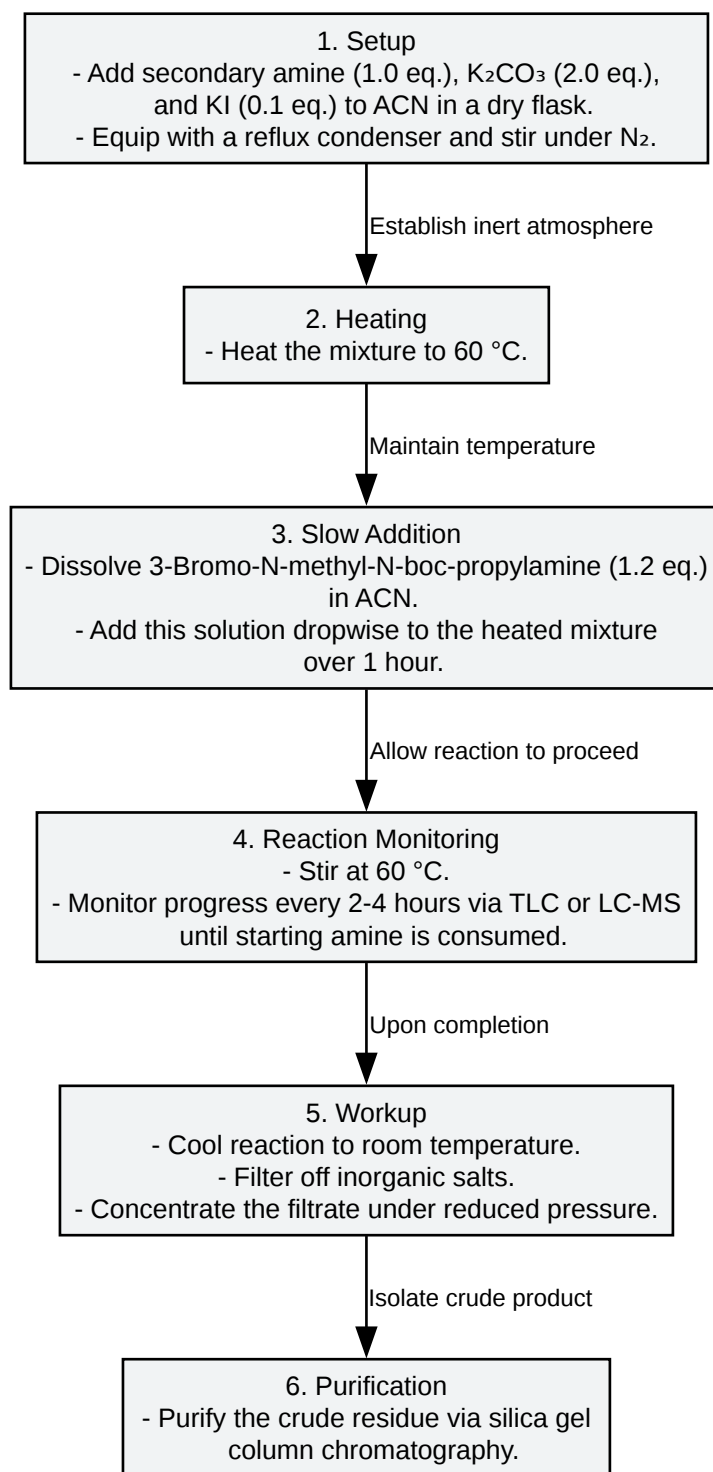 1. Setup
- Add secondary amine (1.0 eq.), K₂CO₃ (2.0 eq.),
and KI (0.1 eq.) to ACN in a dry flask.
- Equip with a reflux condenser and stir under N₂.
Establish inert atmosphere
2. Heating
- Heat the mixture to 60 °C.
Maintain temperature
3. Slow Addition
- Dissolve 3-Bromo-N-methyl-N-boc-propylamine (1.2 eq.)
in ACN.
- Add this solution dropwise to the heated mixture
over 1 hour.
Allow reaction to proceed
4. Reaction Monitoring
- Stir at 60 °C.
- Monitor progress every 2-4 hours via TLC or LC-MS
until starting amine is consumed.
Upon completion
5. Workup
- Cool reaction to room temperature.
- Filter off inorganic salts.
- Concentrate the filtrate under reduced pressure.
Isolate crude product
6. Purification
- Purify the crude residue via silica gel
column chromatography.